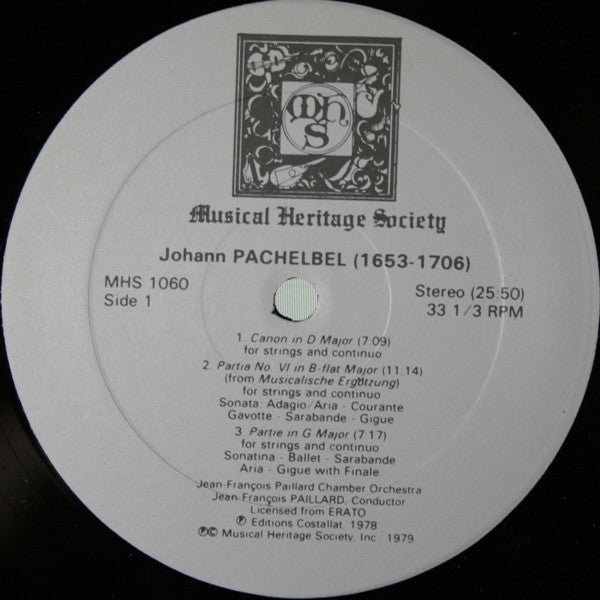 MHS
Musical Heritage Society
Johann PACHELBEL (1653-1706)
MHS 1060
Side 1
Stereo (25:50)
33 1/3 RPM
1. Canon in D Major (7:09)
for strings and continuo
2. Partia No. VI in B-flat Major (11:14)
(from Musicalische Ergötzung)
for strings and continuo
Sonata: Adagio/Aria - Courante
Gavotte - Sarabande - Gigue
3. Partie in G Major (7:17)
for strings and continuo
Sonatina - Ballet - Sarabande
Aria - Gigue with Finale
Jean-François Paillard Chamber Orchestra
Jean-François PAILLARD, Conductor
Licensed from ERATO
℗ Editions Costallat, 1978
℗© Musical Heritage Society, Inc., 1979